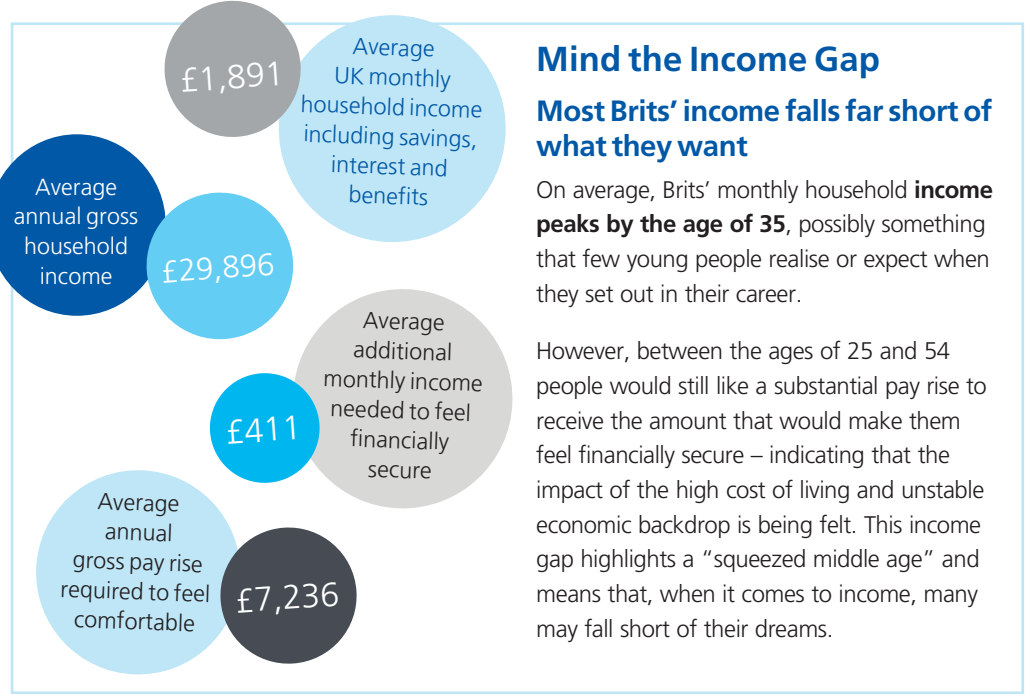 £1,891
Average
UK monthly
household income
including savings,
interest and
benefits
Average
annual gross
household
income
£29,896
Average
additional
monthly income
needed to feel
financially
secure
£411
Average
annual
gross pay rise
required to feel
comfortable
£7,236
Mind the Income Gap
Most Brits’ income falls far short of
what they want
On average, Brits’ monthly household income
peaks by the age of 35, possibly something
that few young people realise or expect when
they set out in their career.
However, between the ages of 25 and 54
people would still like a substantial pay rise to
receive the amount that would make them
feel financially secure – indicating that the
impact of the high cost of living and unstable
economic backdrop is being felt. This income
gap highlights a “squeezed middle age” and
means that, when it comes to income, many
may fall short of their dreams.